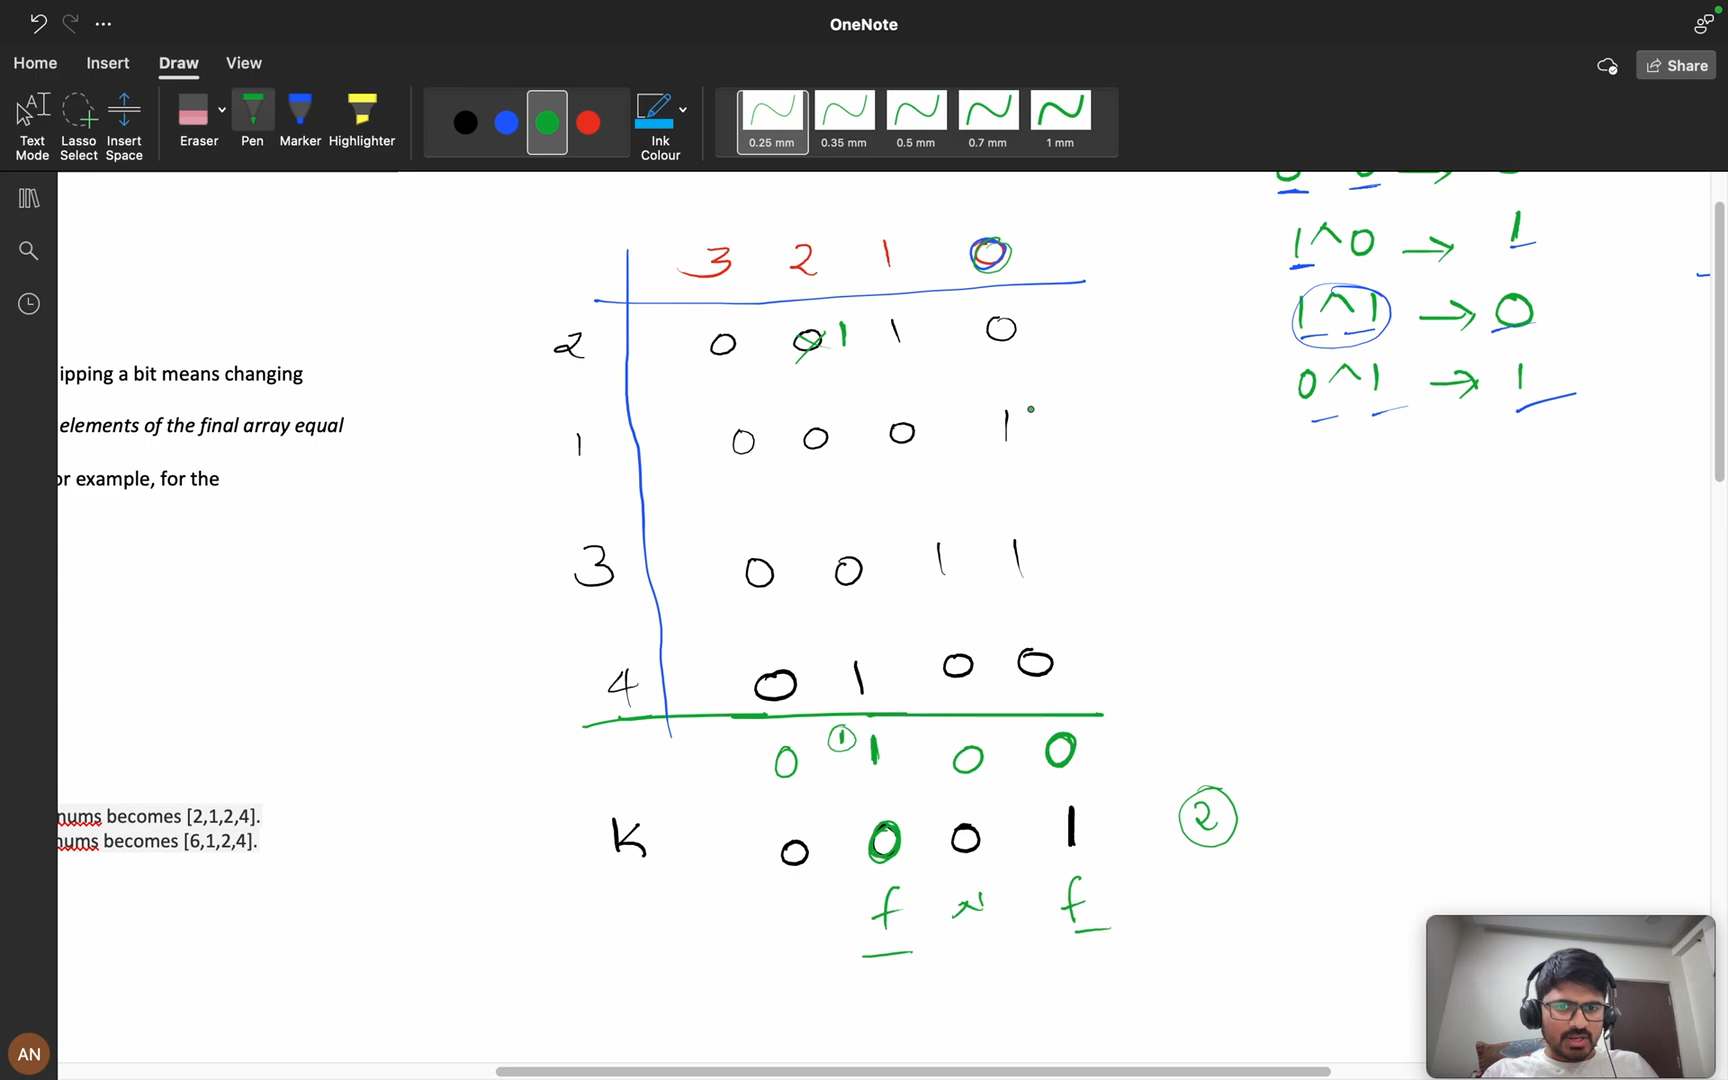 OneNote
Home Insert Draw View
Share
Text Mode
Lasso Select
Insert Space
Eraser
Pen
Marker
Highlighter
Ink Colour
0.25 mm
0.35 mm
0.5 mm
0.7 mm
1 mm
ipping a bit means changing
elements of the final array equal
or example, for the
nums becomes [2,1,2,4].
nums becomes [6,1,2,4].
3 2 1 0
2 0 0 1 1 0
1 0 0 0 1
3 0 0 1 1
4 0 1 0 0
0 1 1 0 0
K 0 0 0 1 2
f f
1^0 → 1
1^1 → 0
0^1 → 1
AN